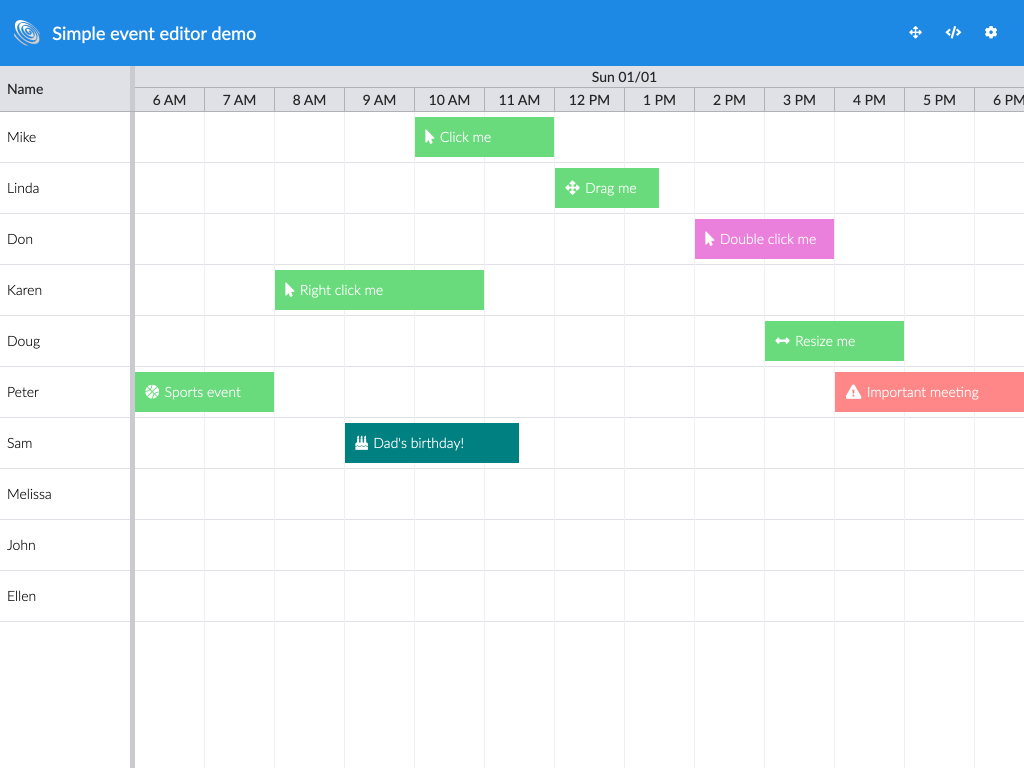 Simple event editor demo
Name
Sun 01/01
6 AM 7 AM 8 AM 9 AM 10 AM 11 AM 12 PM 1 PM 2 PM 3 PM 4 PM 5 PM 6 PM
Mike Click me
Linda Drag me
Don Double click me
Karen Right click me
Doug Resize me
Peter Sports event Important meeting
Sam Dad's birthday!
Melissa
John
Ellen